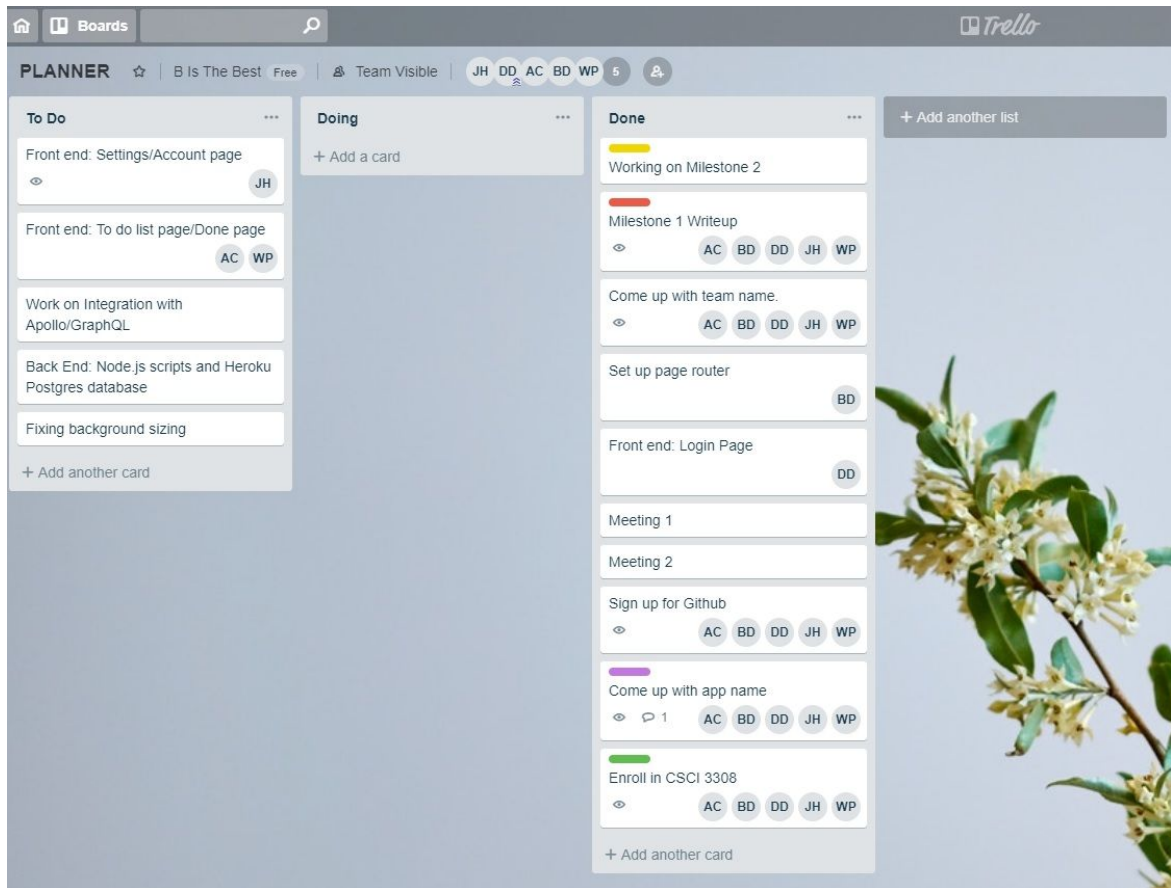 Boards
Trello
PLANNER
B Is The Best Free
Team Visible
JH DD AC BD WP 5
To Do ...
Front end: Settings/Account page
JH
Front end: To do list page/Done page
AC WP
Work on Integration with
Apollo/GraphQL
Back End: Node.js scripts and Heroku
Postgres database
Fixing background sizing
+ Add another card
Doing ...
+ Add a card
Done ...
Working on Milestone 2
Milestone 1 Writeup
AC BD DD JH WP
Come up with team name.
AC BD DD JH WP
Set up page router
BD
Front end: Login Page
DD
Meeting 1
Meeting 2
Sign up for Github
AC BD DD JH WP
Come up with app name
1 AC BD DD JH WP
Enroll in CSCI 3308
AC BD DD JH WP
+ Add another card
+ Add another list